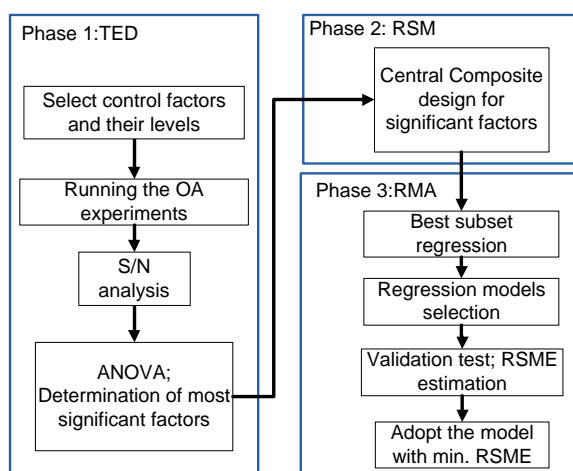 Phase 1:TED
Select control factors
and their levels
Running the OA
experiments
S/N
analysis
ANOVA;
Determination of most
significant factors
Phase 2: RSM
Central Composite
design for
significant factors
Phase 3:RMA
Best subset
regression
Regression models
selection
Validation test; RSME
estimation
Adopt the model
with min. RSME